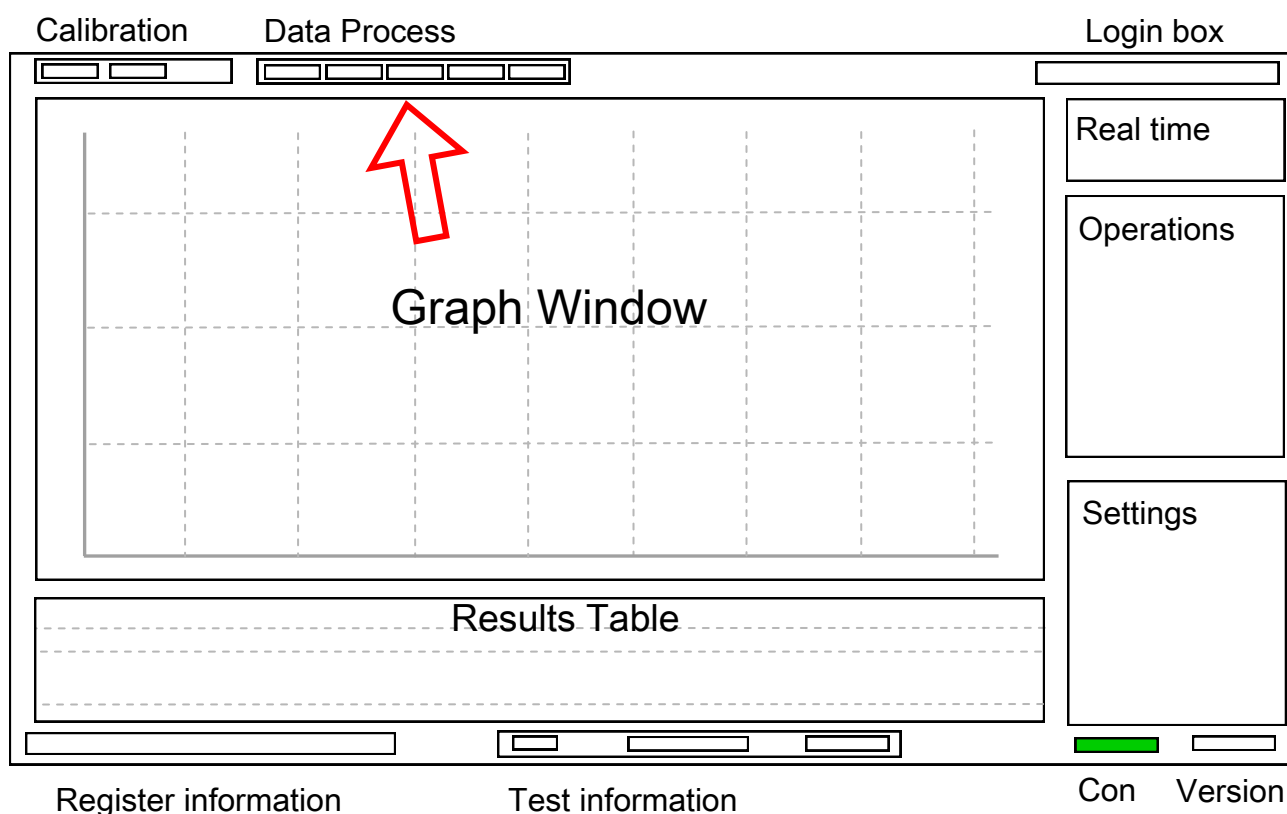 Calibration
Data Process
Login box
Real time
Operations
Graph Window
Settings
Results Table
Register information
Test information
Con
Version